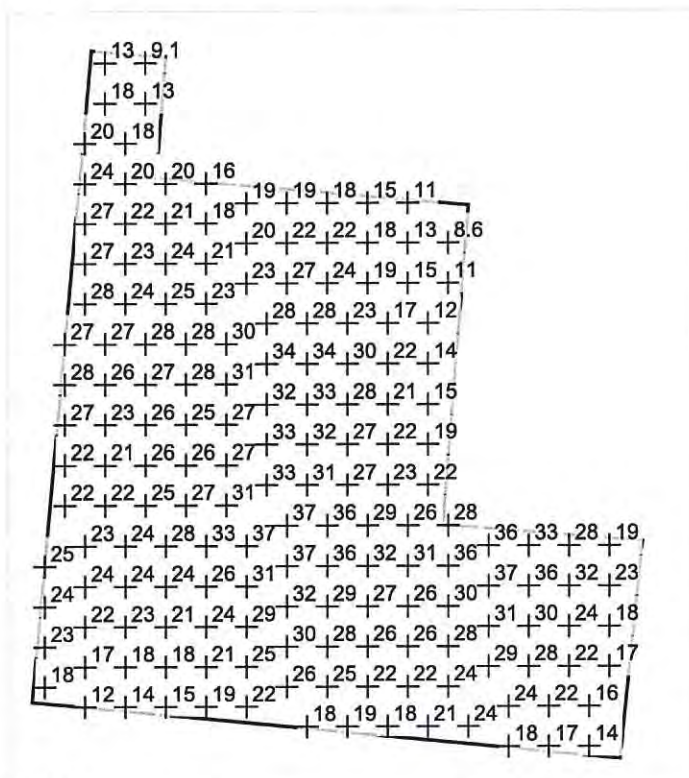 13 9.1
18 13
20 18
24 20 20 16
19 19 18 15 11
27 22 21 18
20 22 22 18 13 8.6
27 23 24 21
23 27 24 19 15 11
28 24 25 23
28 28 23 17 12
27 27 28 28 30
34 34 30 22 14
28 26 27 28 31
32 33 28 21 15
27 23 26 25 27
33 32 27 22 19
22 21 26 26 27
33 31 27 23 22
22 22 25 27 31
37 36 29 26 28
23 24 28 33 37
36 33 28 19
25
37 36 32 31 36
24 24 24 26 31
37 36 32 23
24
32 29 27 26 30
22 23 21 24 29
31 30 24 18
23
30 28 26 26 28
17 18 18 21 25
29 28 22 17
18
26 25 22 22 24
12 14 15 19 22
24 22 16
18 19 18 21 24
18 17 14